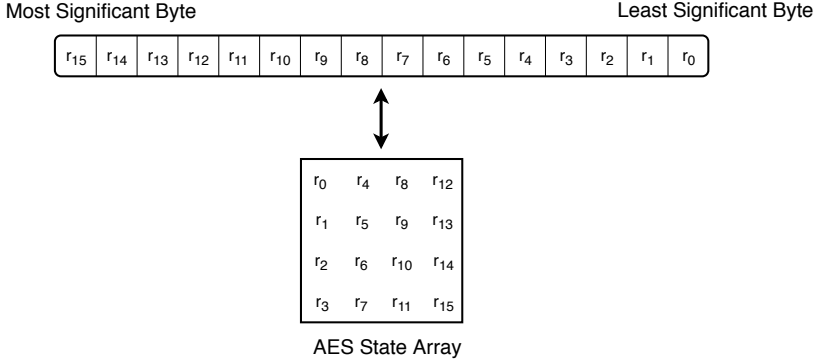 Most Significant Byte Least Significant Byte
r15 r14 r13 r12 r11 r10 r9 r8 r7 r6 r5 r4 r3 r2 r1 r0
r0 r4 r8 r12
r1 r5 r9 r13
r2 r6 r10 r14
r3 r7 r11 r15
AES State Array